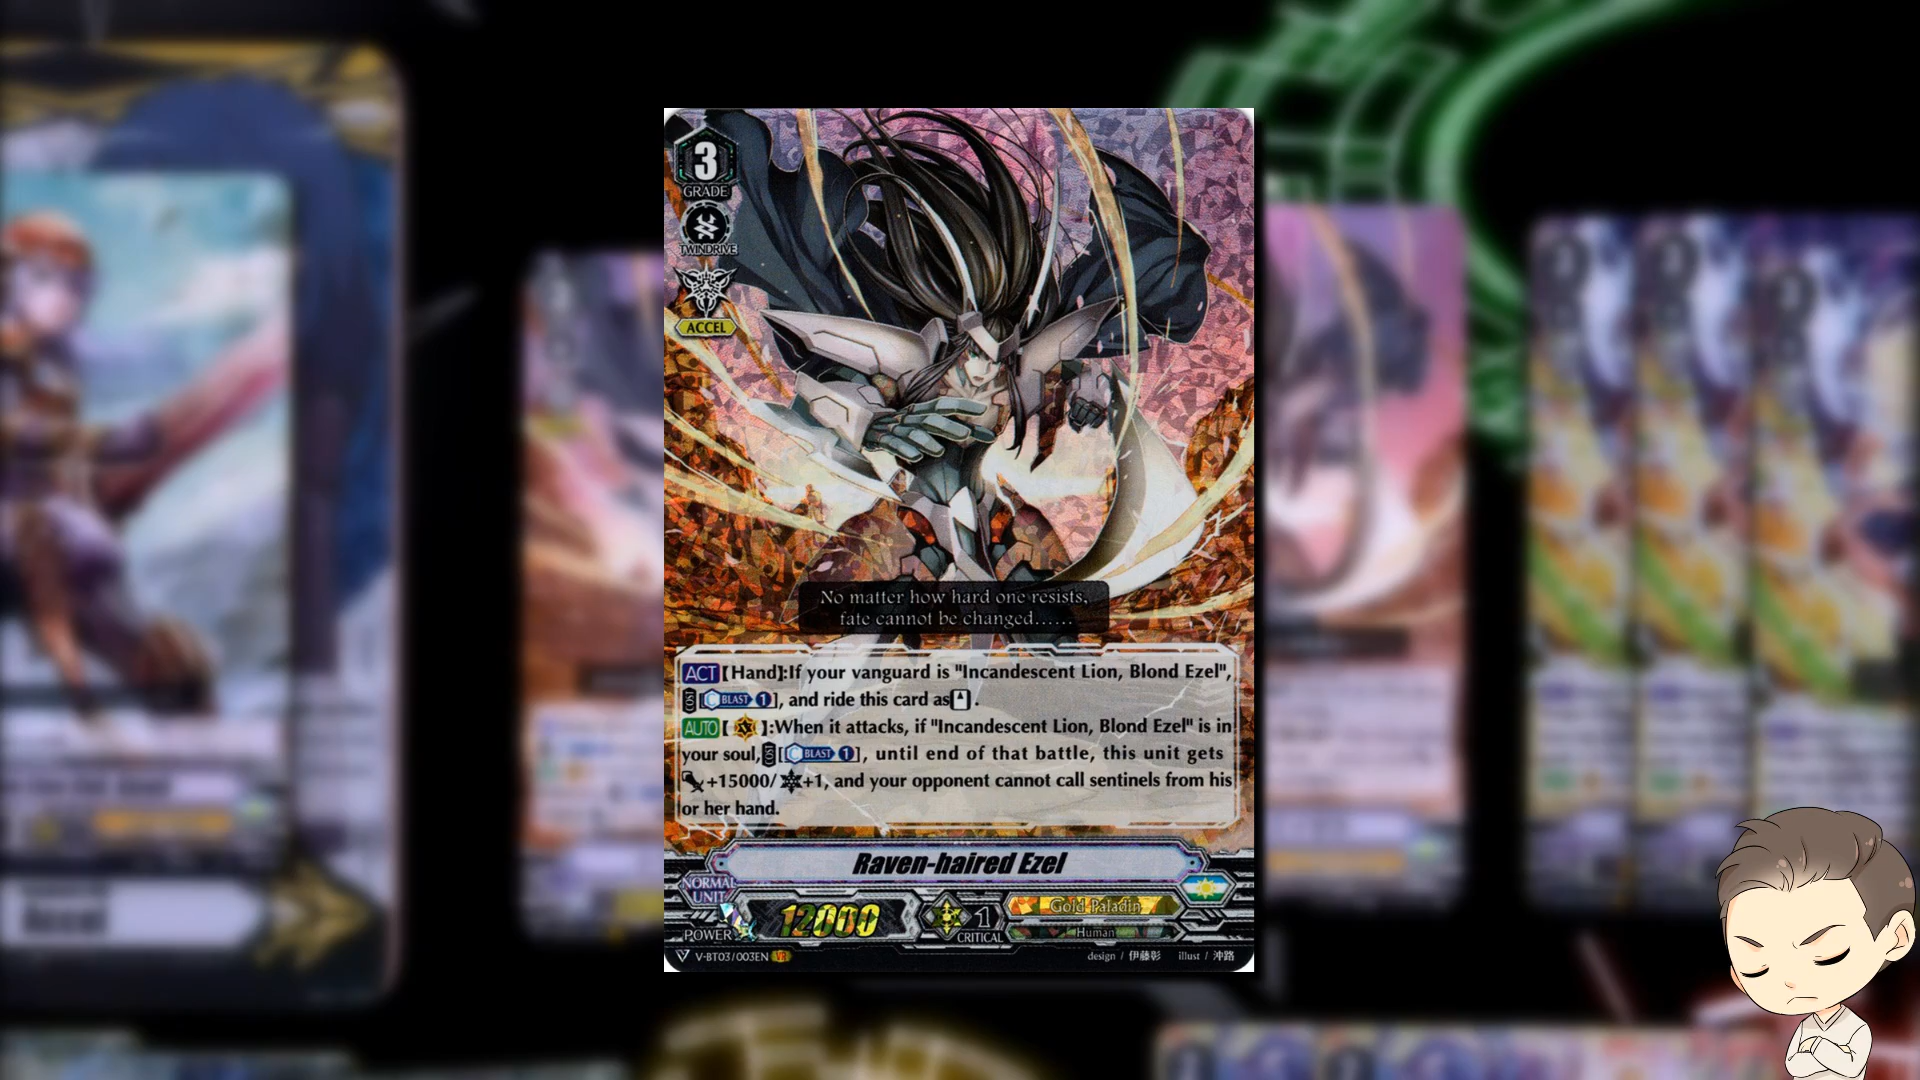 3
GRADE
TWINDRIVE
ACCEL
No matter how hard one resists,
fate cannot be changed……
ACT【Hand】:If your vanguard is "Incandescent Lion, Blond Ezel",
COST [C BLAST 1], and ride this card as .
AUTO【V】:When it attacks, if "Incandescent Lion, Blond Ezel" is in
your soul, COST [C BLAST 1], until end of that battle, this unit gets
+15000/ +1, and your opponent cannot call sentinels from his
or her hand.
Raven-haired Ezel
NORMAL
UNIT
POWER 12000
1
CRITICAL
Gold Paladin
Human
V-BT03/003EN VR
design / 伊藤彰 illust / 沖路